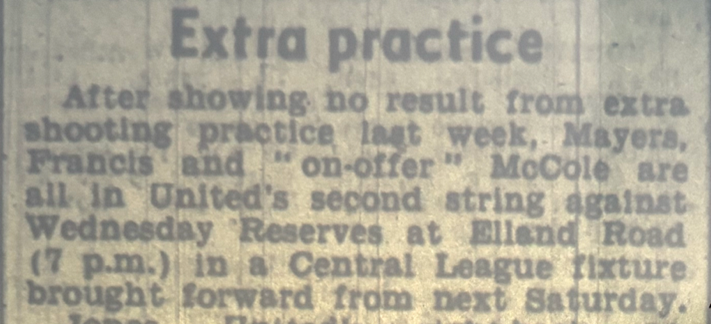 Extra practice
After showing no result from extra
shooting practice last week, Mayers,
Francis and "on-offer" McCole are
all in United's second string against
Wednesday Reserves at Elland Road
(7 p.m.) in a Central League fixture
brought forward from next Saturday.